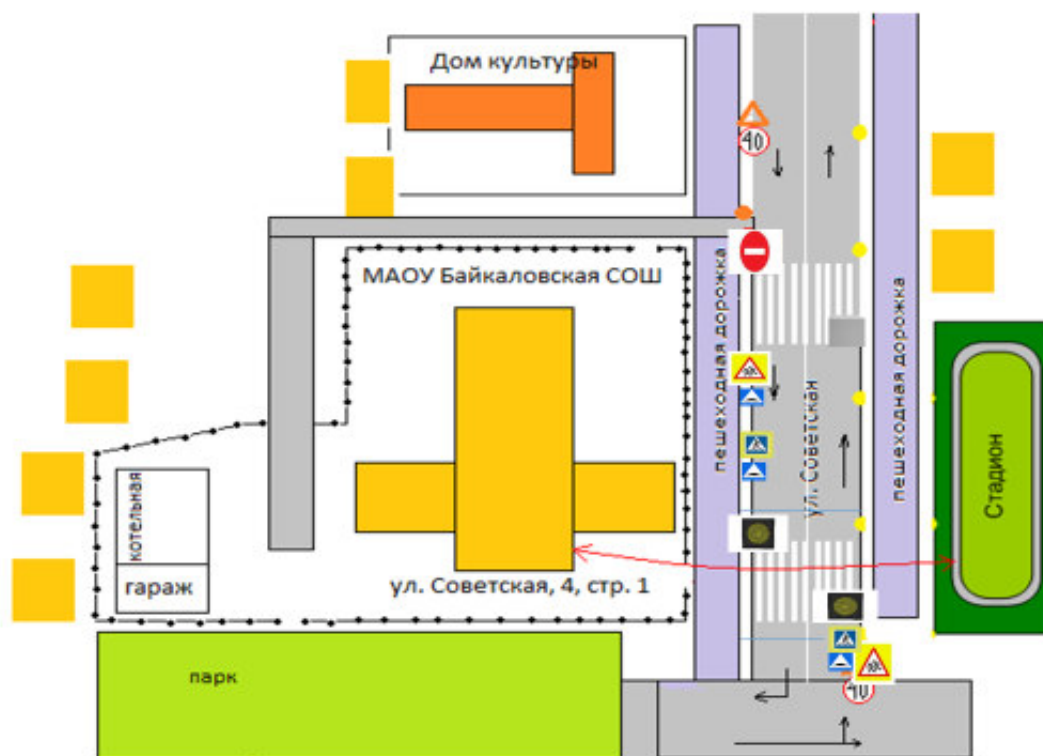 Дом культуры
40
МАОУ Байкаловская СОШ
пешеходная дорожка
ул. Советская
пешеходная дорожка
Стадион
котельная
гараж
ул. Советская, 4, стр. 1
парк
40